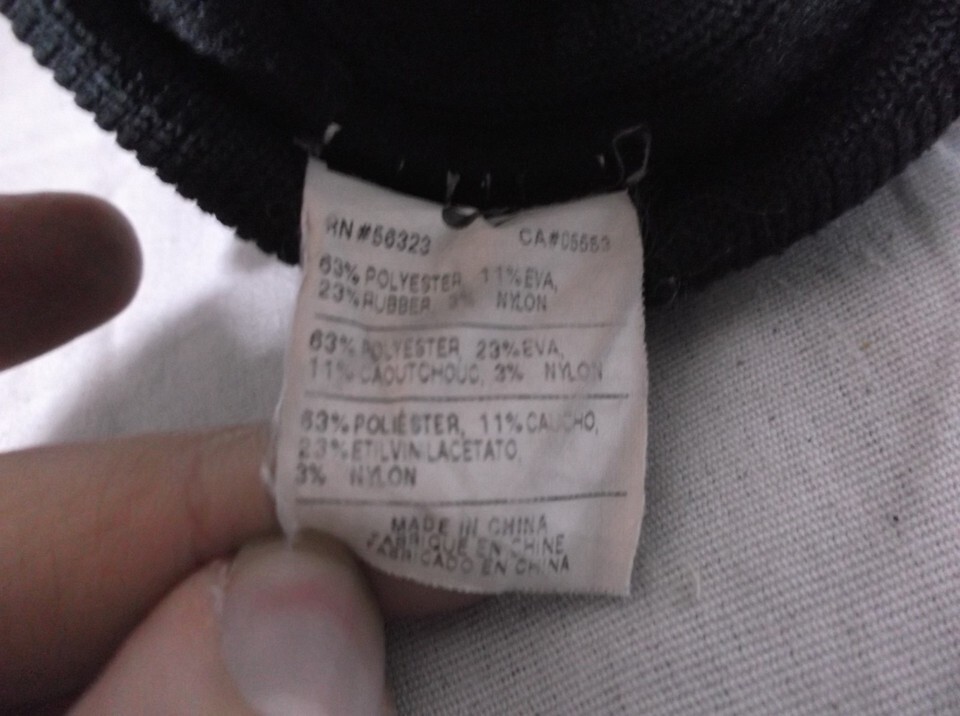 RN#56323 CA#05553
63% POLYESTER, 11% EVA,
23% RUBBER, 3% NYLON
63% POLYESTER, 23% EVA,
11% CAOUTCHOUC, 3% NYLON
63% POLIÉSTER, 11% CAUCHO,
23% ETILVINILACETATO,
3% NYLON
MADE IN CHINA
FABRIQUE EN CHINE
FABRICADO EN CHINA